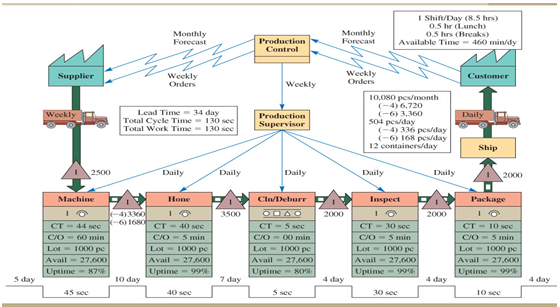 Monthly
Forecast
Production
Control
Monthly
Forecast
1 Shift/Day (8.5 hrs)
0.5 hr (Lunch)
0.5 hrs (Breaks)
Available Time = 460 min/dy
Supplier
Weekly
Orders
Weekly
Weekly
Orders
Customer
Weekly
Lead Time = 34 day
Total Cycle Time = 130 sec
Total Work Time = 130 sec
Production
Supervisor
10,080 pcs/month
(−4) 6,720
(−6) 3,360
504 pcs/day
(−4) 336 pcs/day
(−6) 168 pcs/day
12 containers/day
Daily
Ship
I 2500
Daily Daily Daily Daily Daily
I 2000
Machine
I
(−4)3360
(−6)1680
Hone
I
3500
Cln/Deburr
I
2000
Inspect
I
2000
Package
1 1 1 1
CT = 44 sec
C/O = 60 min
Lot = 1000 pc
Avail = 27,600
Uptime = 87%
CT = 40 sec
C/O = 5 min
Lot = 1000 pc
Avail = 27,600
Uptime = 99%
CT = 5 sec
C/O = 00 min
Lot = 1000 pc
Avail = 27,600
Uptime = 80%
CT = 30 sec
C/O = 5 min
Lot = 1000 pc
Avail = 27,600
Uptime = 99%
CT = 10 sec
C/O = 5 min
Lot = 1000 pc
Avail = 27,600
Uptime = 99%
5 day 10 day 7 day 4 day 4 day 4 day
45 sec 40 sec 5 sec 30 sec 10 sec